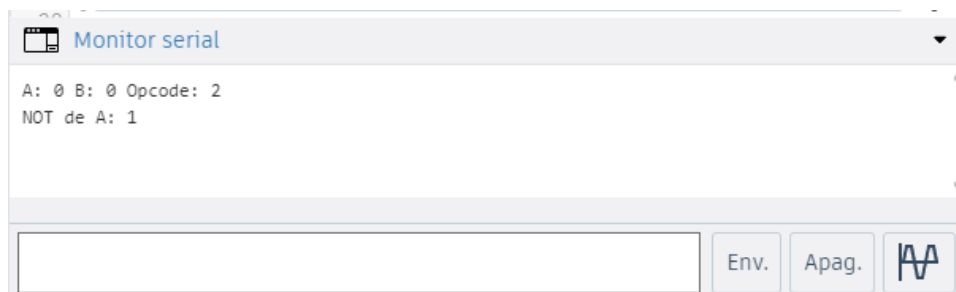 Monitor serial
A: 0 B: 0 Opcode: 2
NOT de A: 1
Env.
Apag.